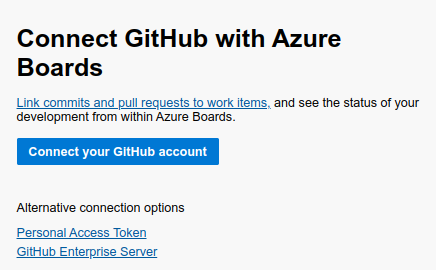 Connect GitHub with Azure
Boards
Link commits and pull requests to work items, and see the status of your
development from within Azure Boards.
Connect your GitHub account
Alternative connection options
Personal Access Token
GitHub Enterprise Server